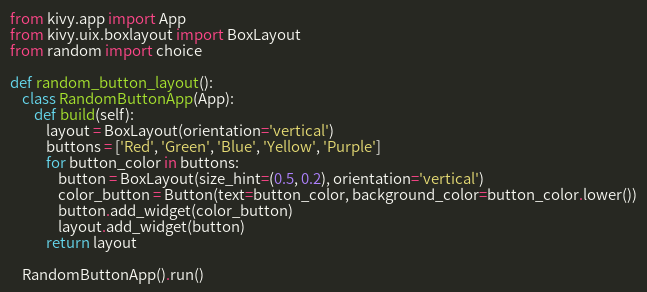 from kivy.app import App
from kivy.uix.boxlayout import BoxLayout
from random import choice

def random_button_layout():
    class RandomButtonApp(App):
        def build(self):
            layout = BoxLayout(orientation='vertical')
            buttons = ['Red', 'Green', 'Blue', 'Yellow', 'Purple']
            for button_color in buttons:
                button = BoxLayout(size_hint=(0.5, 0.2), orientation='vertical')
                color_button = Button(text=button_color, background_color=button_color.lower())
                button.add_widget(color_button)
                layout.add_widget(button)
            return layout

    RandomButtonApp().run()